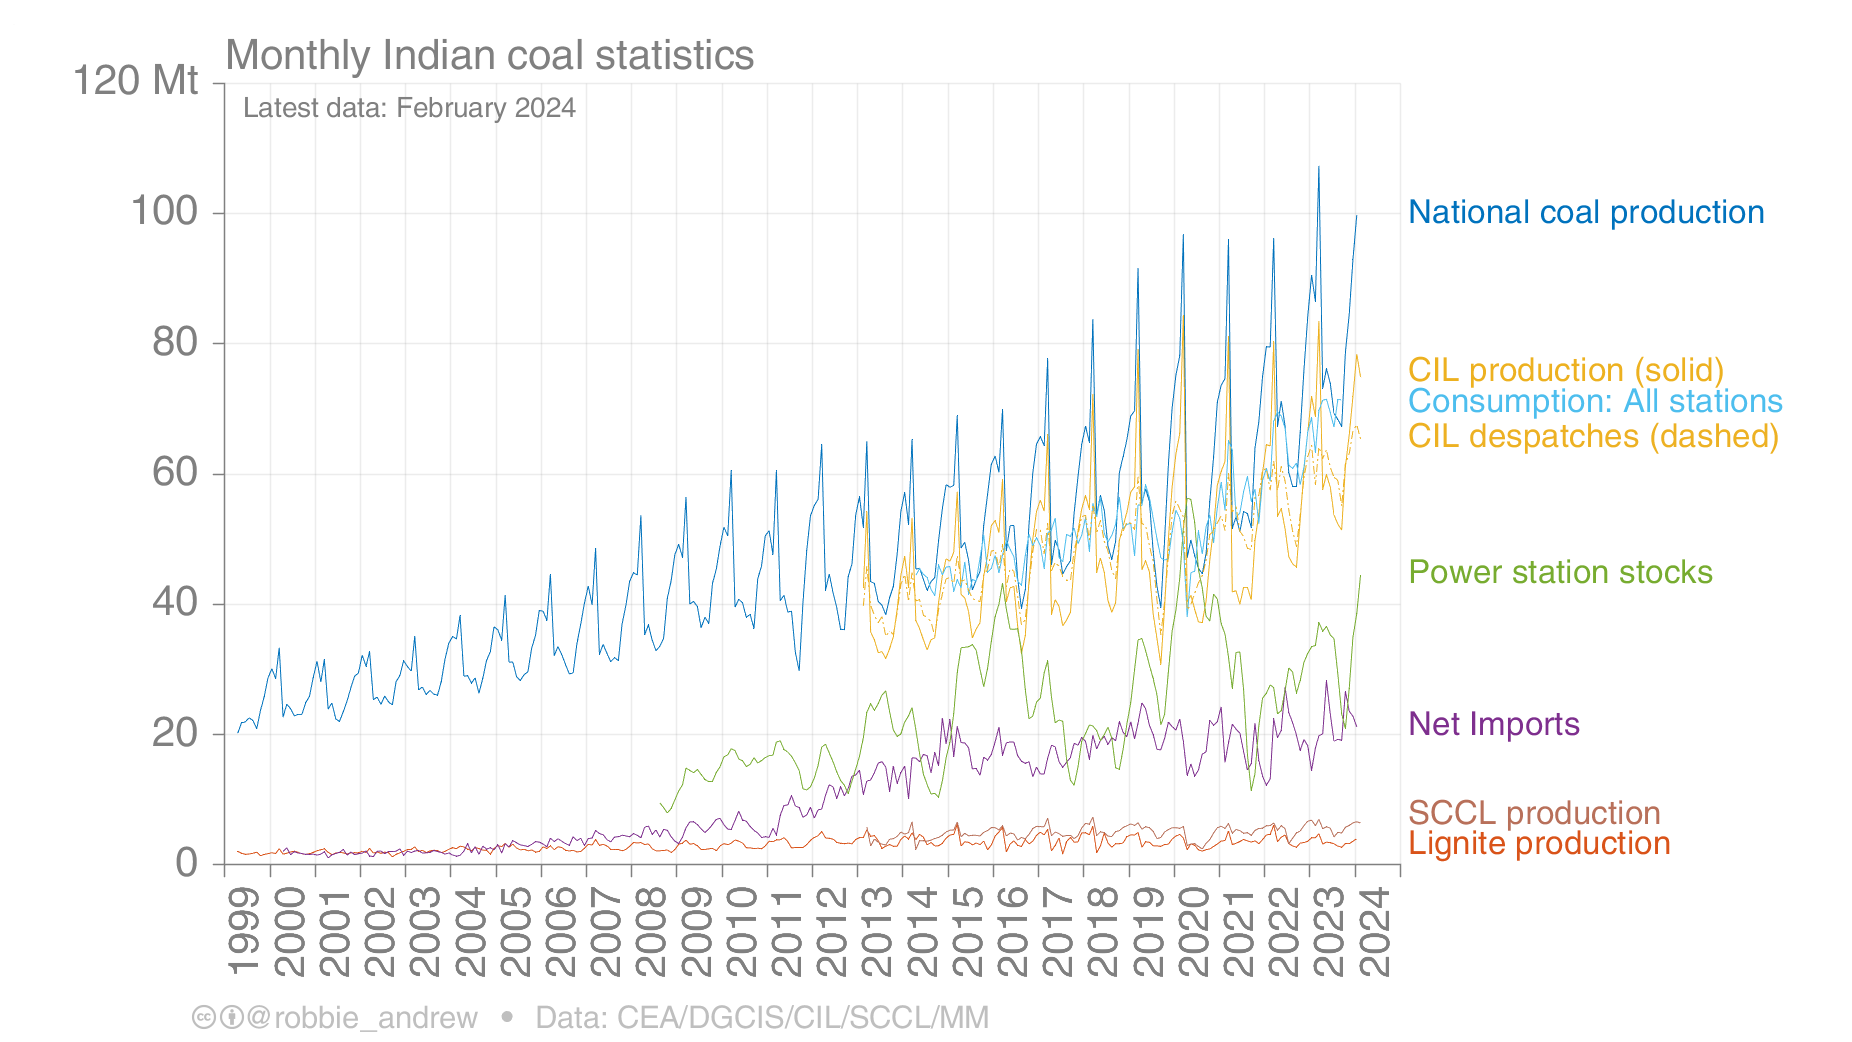 Monthly Indian coal statistics
120 Mt
Latest data: February 2024
100
80
60
40
20
0
National coal production
CIL production (solid)
Consumption: All stations
CIL despatches (dashed)
Power station stocks
Net Imports
SCCL production
Lignite production
1999 2000 2001 2002 2003 2004 2005 2006 2007 2008 2009 2010 2011 2012 2013 2014 2015 2016 2017 2018 2019 2020 2021 2022 2023 2024
cc @robbie_andrew • Data: CEA/DGCIS/CIL/SCCL/MM